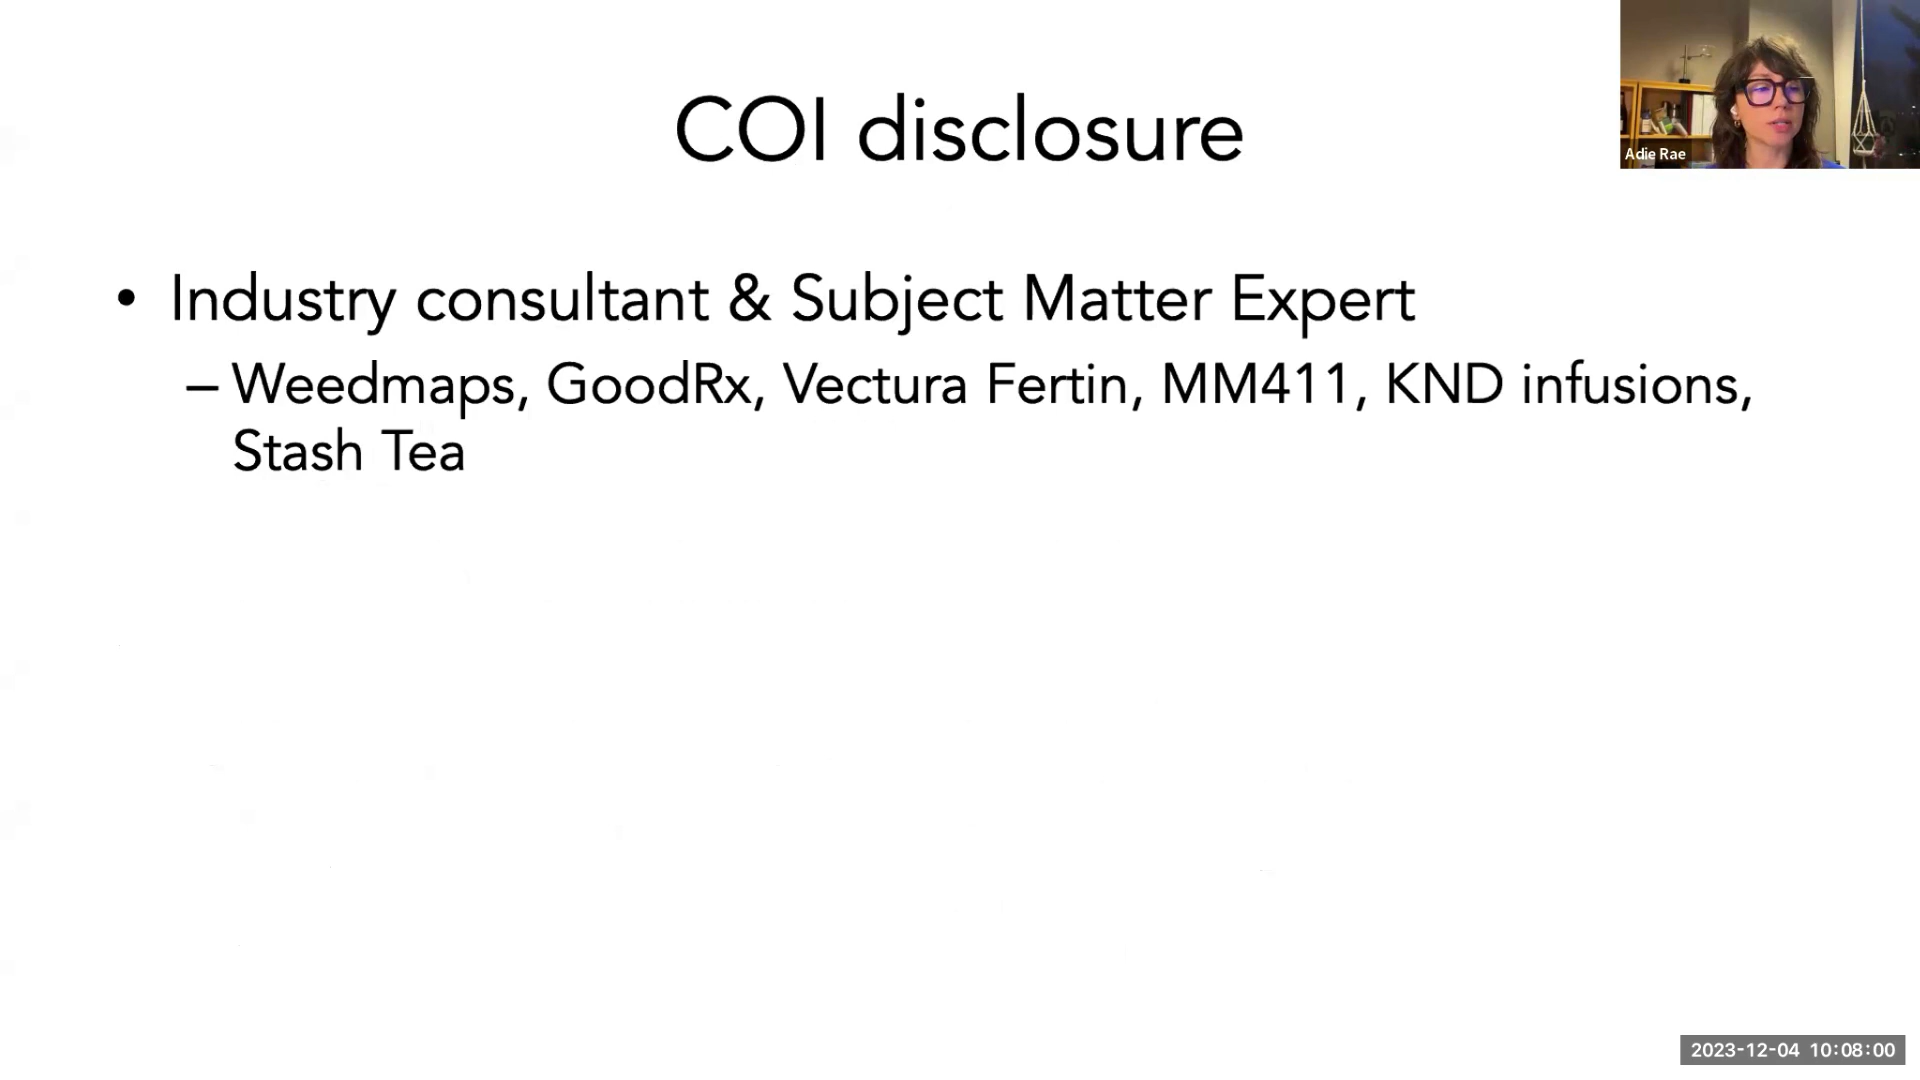 COI disclosure
Adie Rae
• Industry consultant & Subject Matter Expert
– Weedmaps, GoodRx, Vectura Fertin, MM411, KND infusions,
Stash Tea
2023-12-04 10:08:00